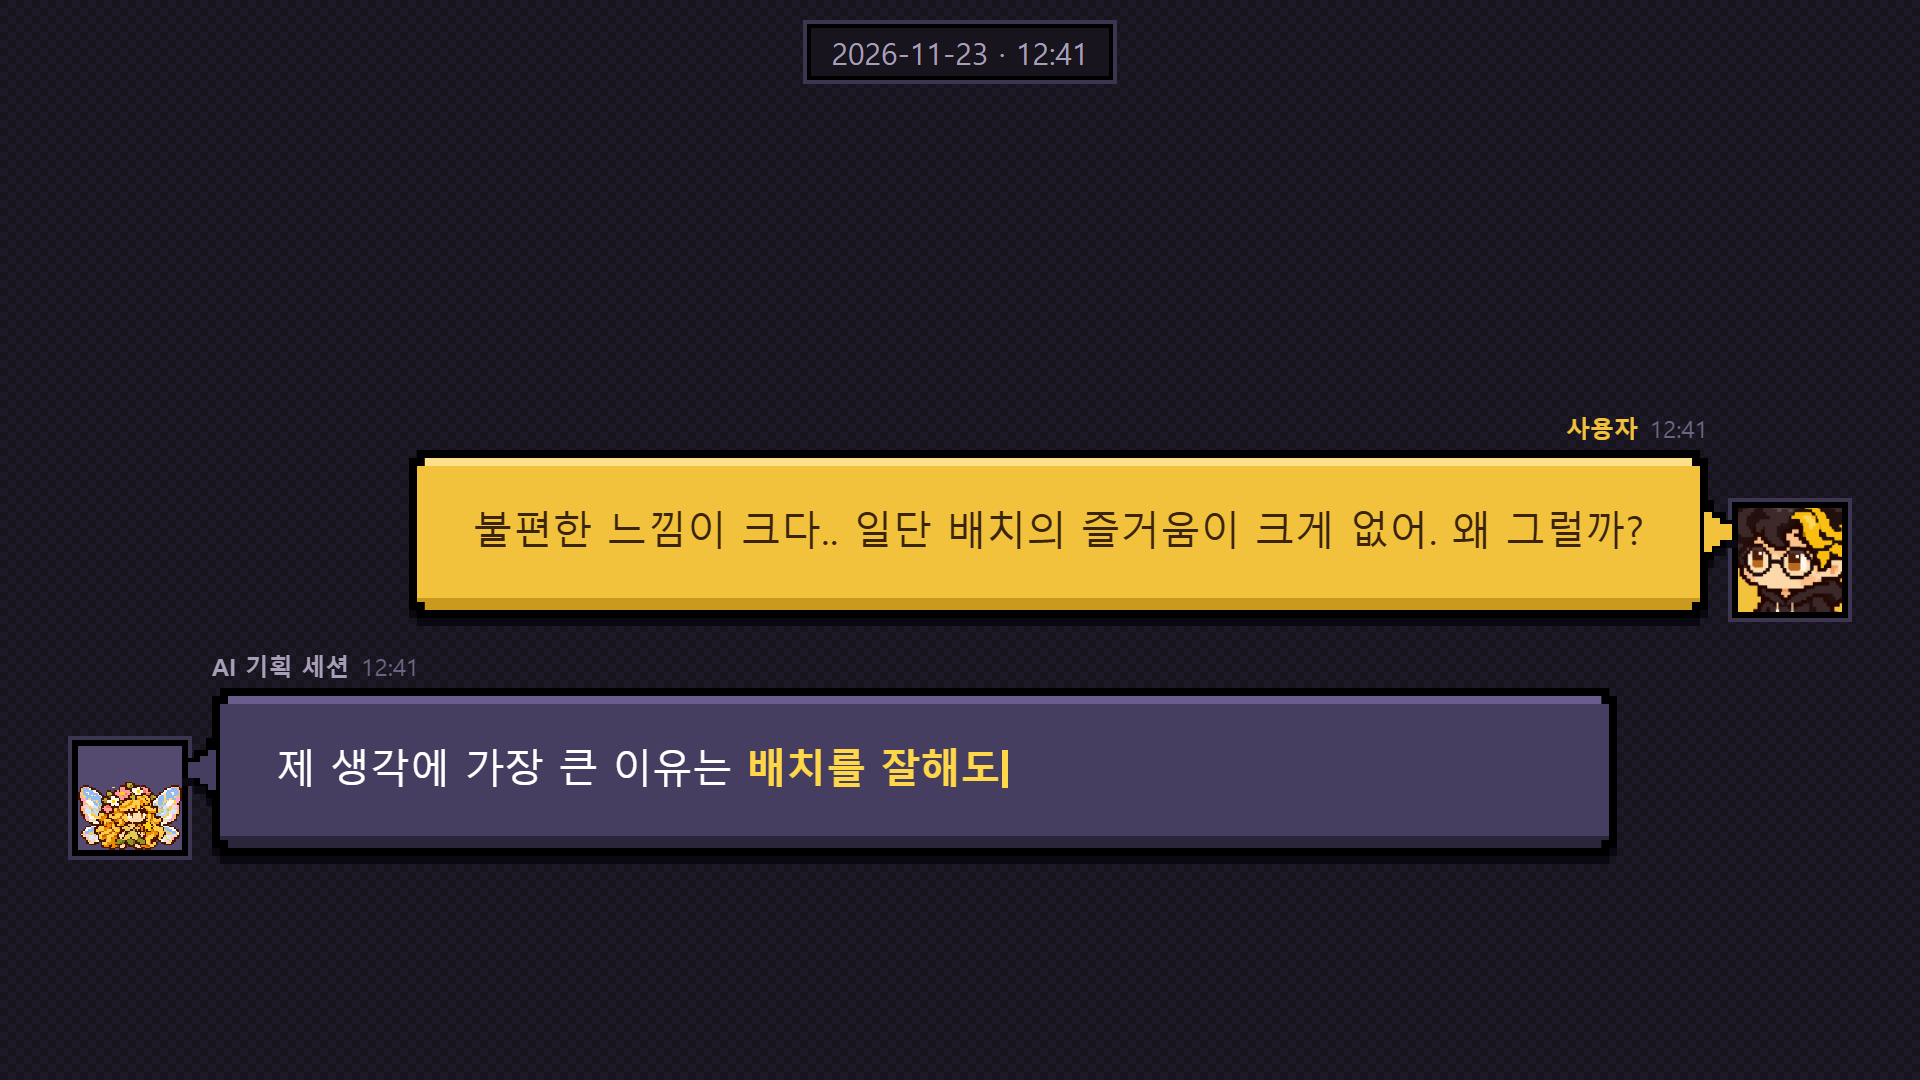 2026-11-23 · 12:41
사용자 12:41
불편한 느낌이 크다.. 일단 배치의 즐거움이 크게 없어. 왜 그럴까?
AI 기획 세션 12:41
제 생각에 가장 큰 이유는 배치를 잘해도